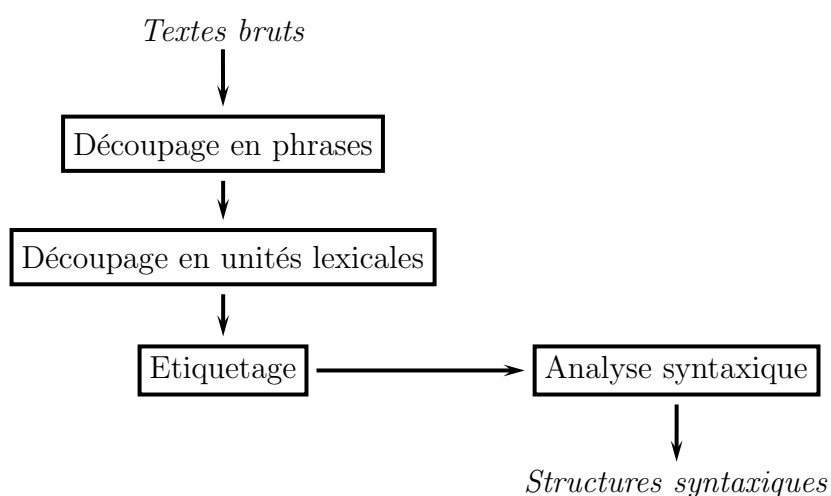 Textes bruts
Découpage en phrases
Découpage en unités lexicales
Etiquetage
Analyse syntaxique
Structures syntaxiques